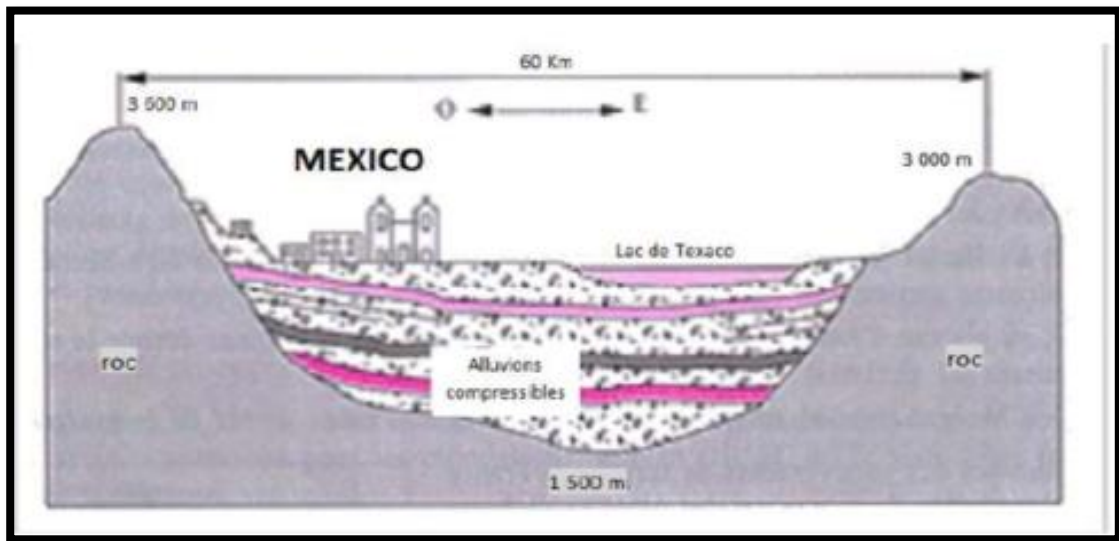 60 Km
3 500 m
O E
MEXICO
3 000 m
Lac de Texaco
roc
Alluvions
compressibles
roc
1 500 m